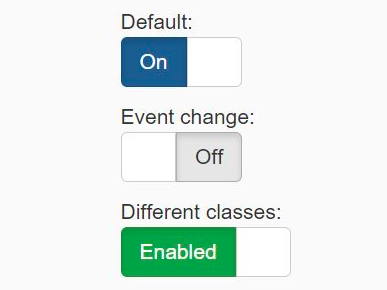 Default:
On
Event change:
Off
Different classes:
Enabled